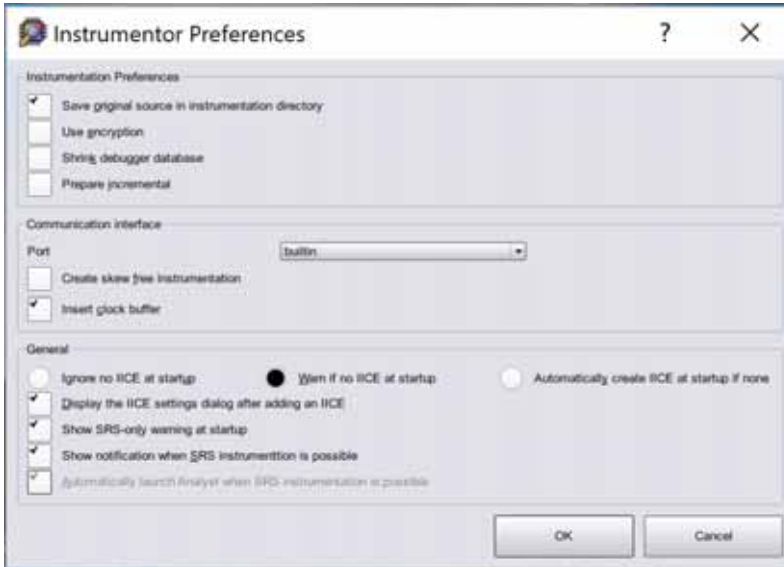 Instrumentor Preferences ? X
Instrumentation Preferences
Save original source in instrumentation directory
Use encryption
Shrink debugger database
Prepare incremental
Communication interface
Port builtin
Create skew free Instrumentation
Insert clock buffer
General
Ignore no IICE at startup Warn if no IICE at startup Automatically create IICE at startup if none
Display the IICE settings dialog after adding an IICE
Show SRS-only warning at startup
Show notification when SRS instrumenttion is possible
Automatically launch Analyst when SRS instrumentation is possible
OK Cancel